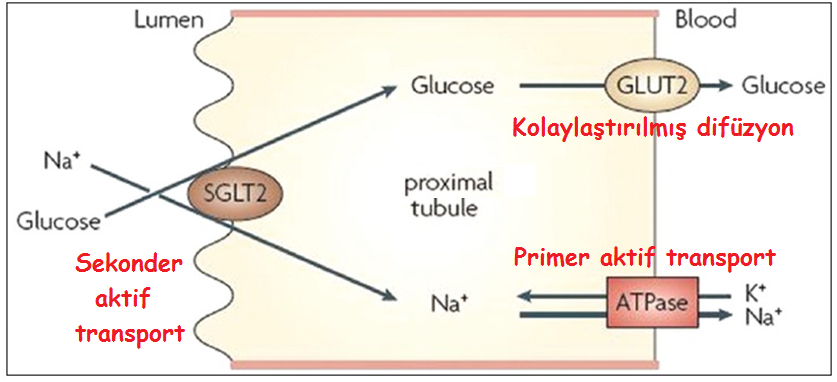 Lumen
Blood
Glucose
GLUT2
Glucose
Kolaylaştırılmış difüzyon
Na⁺
SGLT2
proximal
tubule
Glucose
Sekonder
aktif
transport
Primer aktif transport
Na⁺
ATPase
K⁺
Na⁺